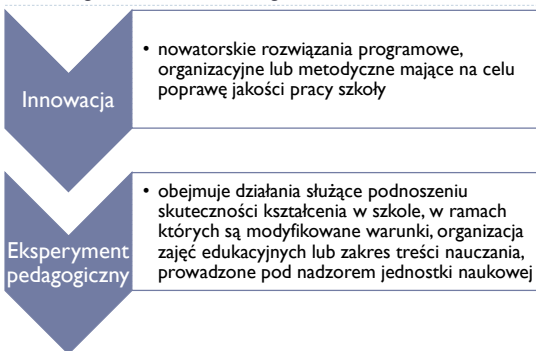 Innowacja
• nowatorskie rozwiązania programowe,
organizacyjne lub metodyczne mające na celu
poprawę jakości pracy szkoły
Eksperyment
pedagogiczny
• obejmuje działania służące podnoszeniu
skuteczności kształcenia w szkole, w ramach
których są modyfikowane warunki, organizacja
zajęć edukacyjnych lub zakres treści nauczania,
prowadzone pod nadzorem jednostki naukowej